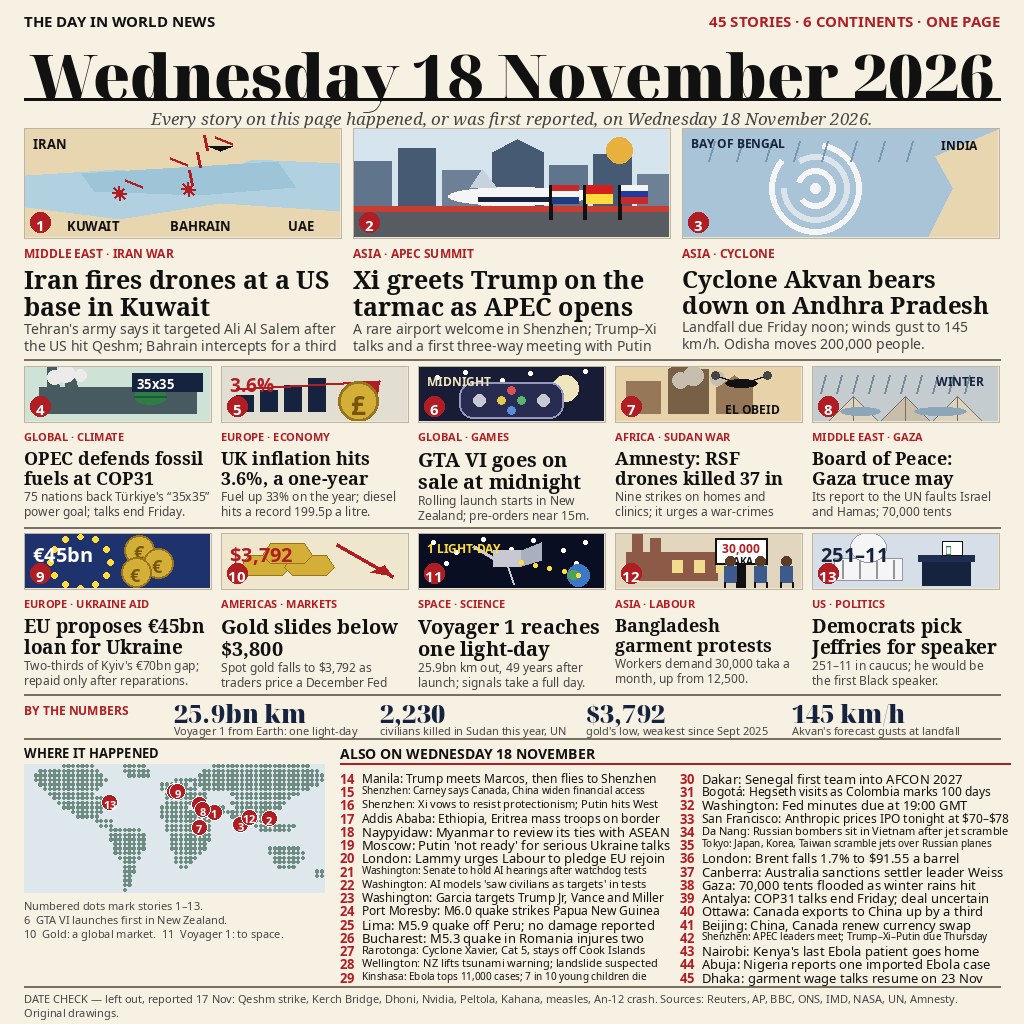 THE DAY IN WORLD NEWS
45 STORIES · 6 CONTINENTS · ONE PAGE
Wednesday 18 November 2026
Every story on this page happened, or was first reported, on Wednesday 18 November 2026.
IRAN
KUWAIT
BAHRAIN
UAE
1
MIDDLE EAST · IRAN WAR
Iran fires drones at a US
base in Kuwait
Tehran's army says it targeted Ali Al Salem after
the US hit Qeshm; Bahrain intercepts for a third
2
ASIA · APEC SUMMIT
Xi greets Trump on the
tarmac as APEC opens
A rare airport welcome in Shenzhen; Trump–Xi
talks and a first three-way meeting with Putin
BAY OF BENGAL
INDIA
3
ASIA · CYCLONE
Cyclone Akvan bears
down on Andhra Pradesh
Landfall due Friday noon; winds gust to 145
km/h. Odisha moves 200,000 people.
35x35
4
GLOBAL · CLIMATE
OPEC defends fossil
fuels at COP31
75 nations back Türkiye's “35x35”
power goal; talks end Friday.
3.6%
£
5
EUROPE · ECONOMY
UK inflation hits
3.6%, a one-year
Fuel up 33% on the year; diesel
hits a record 199.5p a litre.
MIDNIGHT
6
GLOBAL · GAMES
GTA VI goes on
sale at midnight
Rolling launch starts in New
Zealand; pre-orders near 15m.
EL OBEID
7
AFRICA · SUDAN WAR
Amnesty: RSF
drones killed 37 in
Nine strikes on homes and
clinics; it urges a war-crimes
WINTER
8
MIDDLE EAST · GAZA
Board of Peace:
Gaza truce may
Its report to the UN faults Israel
and Hamas; 70,000 tents
€45bn
€
€
€
9
EUROPE · UKRAINE AID
EU proposes €45bn
loan for Ukraine
Two-thirds of Kyiv's €70bn gap;
repaid only after reparations.
$3,792
10
AMERICAS · MARKETS
Gold slides below
$3,800
Spot gold falls to $3,792 as
traders price a December Fed
1 LIGHT-DAY
11
SPACE · SCIENCE
Voyager 1 reaches
one light-day
25.9bn km out, 49 years after
launch; signals take a full day.
30,000
TAKA
12
ASIA · LABOUR
Bangladesh
garment protests
Workers demand 30,000 taka a
month, up from 12,500.
251–11
13
US · POLITICS
Democrats pick
Jeffries for speaker
251–11 in caucus; he would be
the first Black speaker.
BY THE NUMBERS
25.9bn km
Voyager 1 from Earth: one light-day
2,230
civilians killed in Sudan this year, UN
$3,792
gold's low, weakest since Sept 2025
145 km/h
Akvan's forecast gusts at landfall
WHERE IT HAPPENED
13
9
8
1
7
3
12
2
Numbered dots mark stories 1–13.
6 GTA VI launches first in New Zealand.
10 Gold: a global market. 11 Voyager 1: to space.
ALSO ON WEDNESDAY 18 NOVEMBER
14 Manila: Trump meets Marcos, then flies to Shenzhen
15 Shenzhen: Carney says Canada, China widen financial access
16 Shenzhen: Xi vows to resist protectionism; Putin hits West
17 Addis Ababa: Ethiopia, Eritrea mass troops on border
18 Naypyidaw: Myanmar to review its ties with ASEAN
19 Moscow: Putin 'not ready' for serious Ukraine talks
20 London: Lammy urges Labour to pledge EU rejoin
21 Washington: Senate to hold AI hearings after watchdog tests
22 Washington: AI models 'saw civilians as targets' in tests
23 Washington: Garcia targets Trump Jr, Vance and Miller
24 Port Moresby: M6.0 quake strikes Papua New Guinea
25 Lima: M5.9 quake off Peru; no damage reported
26 Bucharest: M5.3 quake in Romania injures two
27 Rarotonga: Cyclone Xavier, Cat 5, stays off Cook Islands
28 Wellington: NZ lifts tsunami warning; landslide suspected
29 Kinshasa: Ebola tops 11,000 cases; 7 in 10 young children die
30 Dakar: Senegal first team into AFCON 2027
31 Bogotá: Hegseth visits as Colombia marks 100 days
32 Washington: Fed minutes due at 19:00 GMT
33 San Francisco: Anthropic prices IPO tonight at $70–$78
34 Da Nang: Russian bombers sit in Vietnam after jet scramble
35 Tokyo: Japan, Korea, Taiwan scramble jets over Russian planes
36 London: Brent falls 1.7% to $91.55 a barrel
37 Canberra: Australia sanctions settler leader Weiss
38 Gaza: 70,000 tents flooded as winter rains hit
39 Antalya: COP31 talks end Friday; deal uncertain
40 Ottawa: Canada exports to China up by a third
41 Beijing: China, Canada renew currency swap
42 Shenzhen: APEC leaders meet; Trump–Xi–Putin due Thursday
43 Nairobi: Kenya's last Ebola patient goes home
44 Abuja: Nigeria reports one imported Ebola case
45 Dhaka: garment wage talks resume on 23 Nov
DATE CHECK — left out, reported 17 Nov: Qeshm strike, Kerch Bridge, Dhoni, Nvidia, Peltola, Kahana, measles, An-12 crash. Sources: Reuters, AP, BBC, ONS, IMD, NASA, UN, Amnesty.
Original drawings.